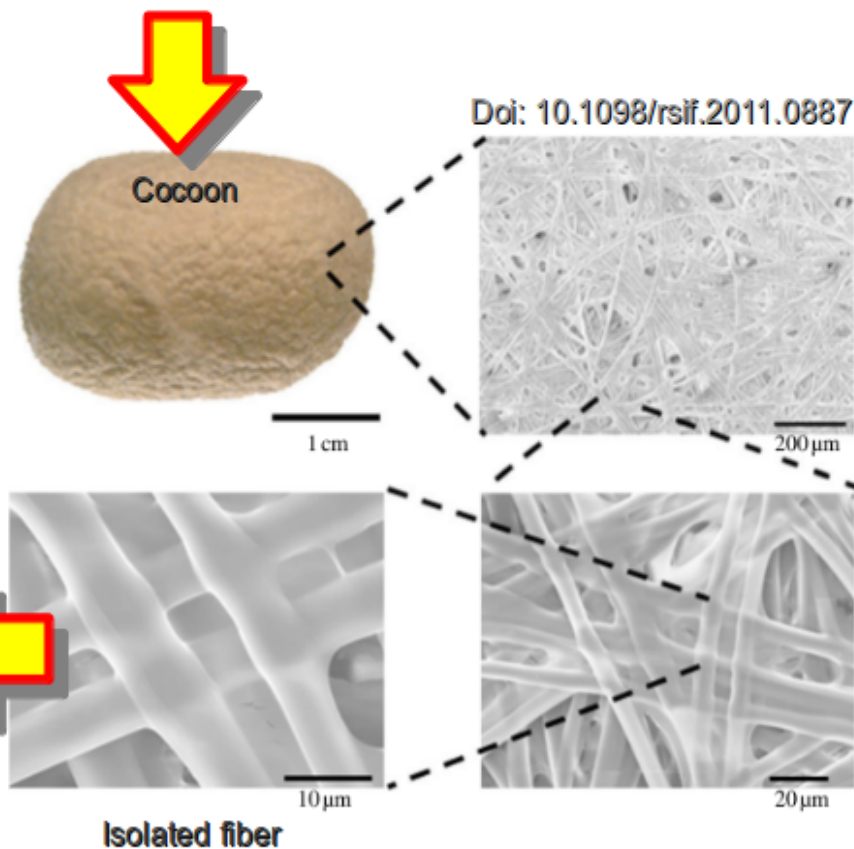 Doi: 10.1098/rsif.2011.0887
Cocoon
1 cm
200 µm
10 µm
20 µm
Isolated fiber